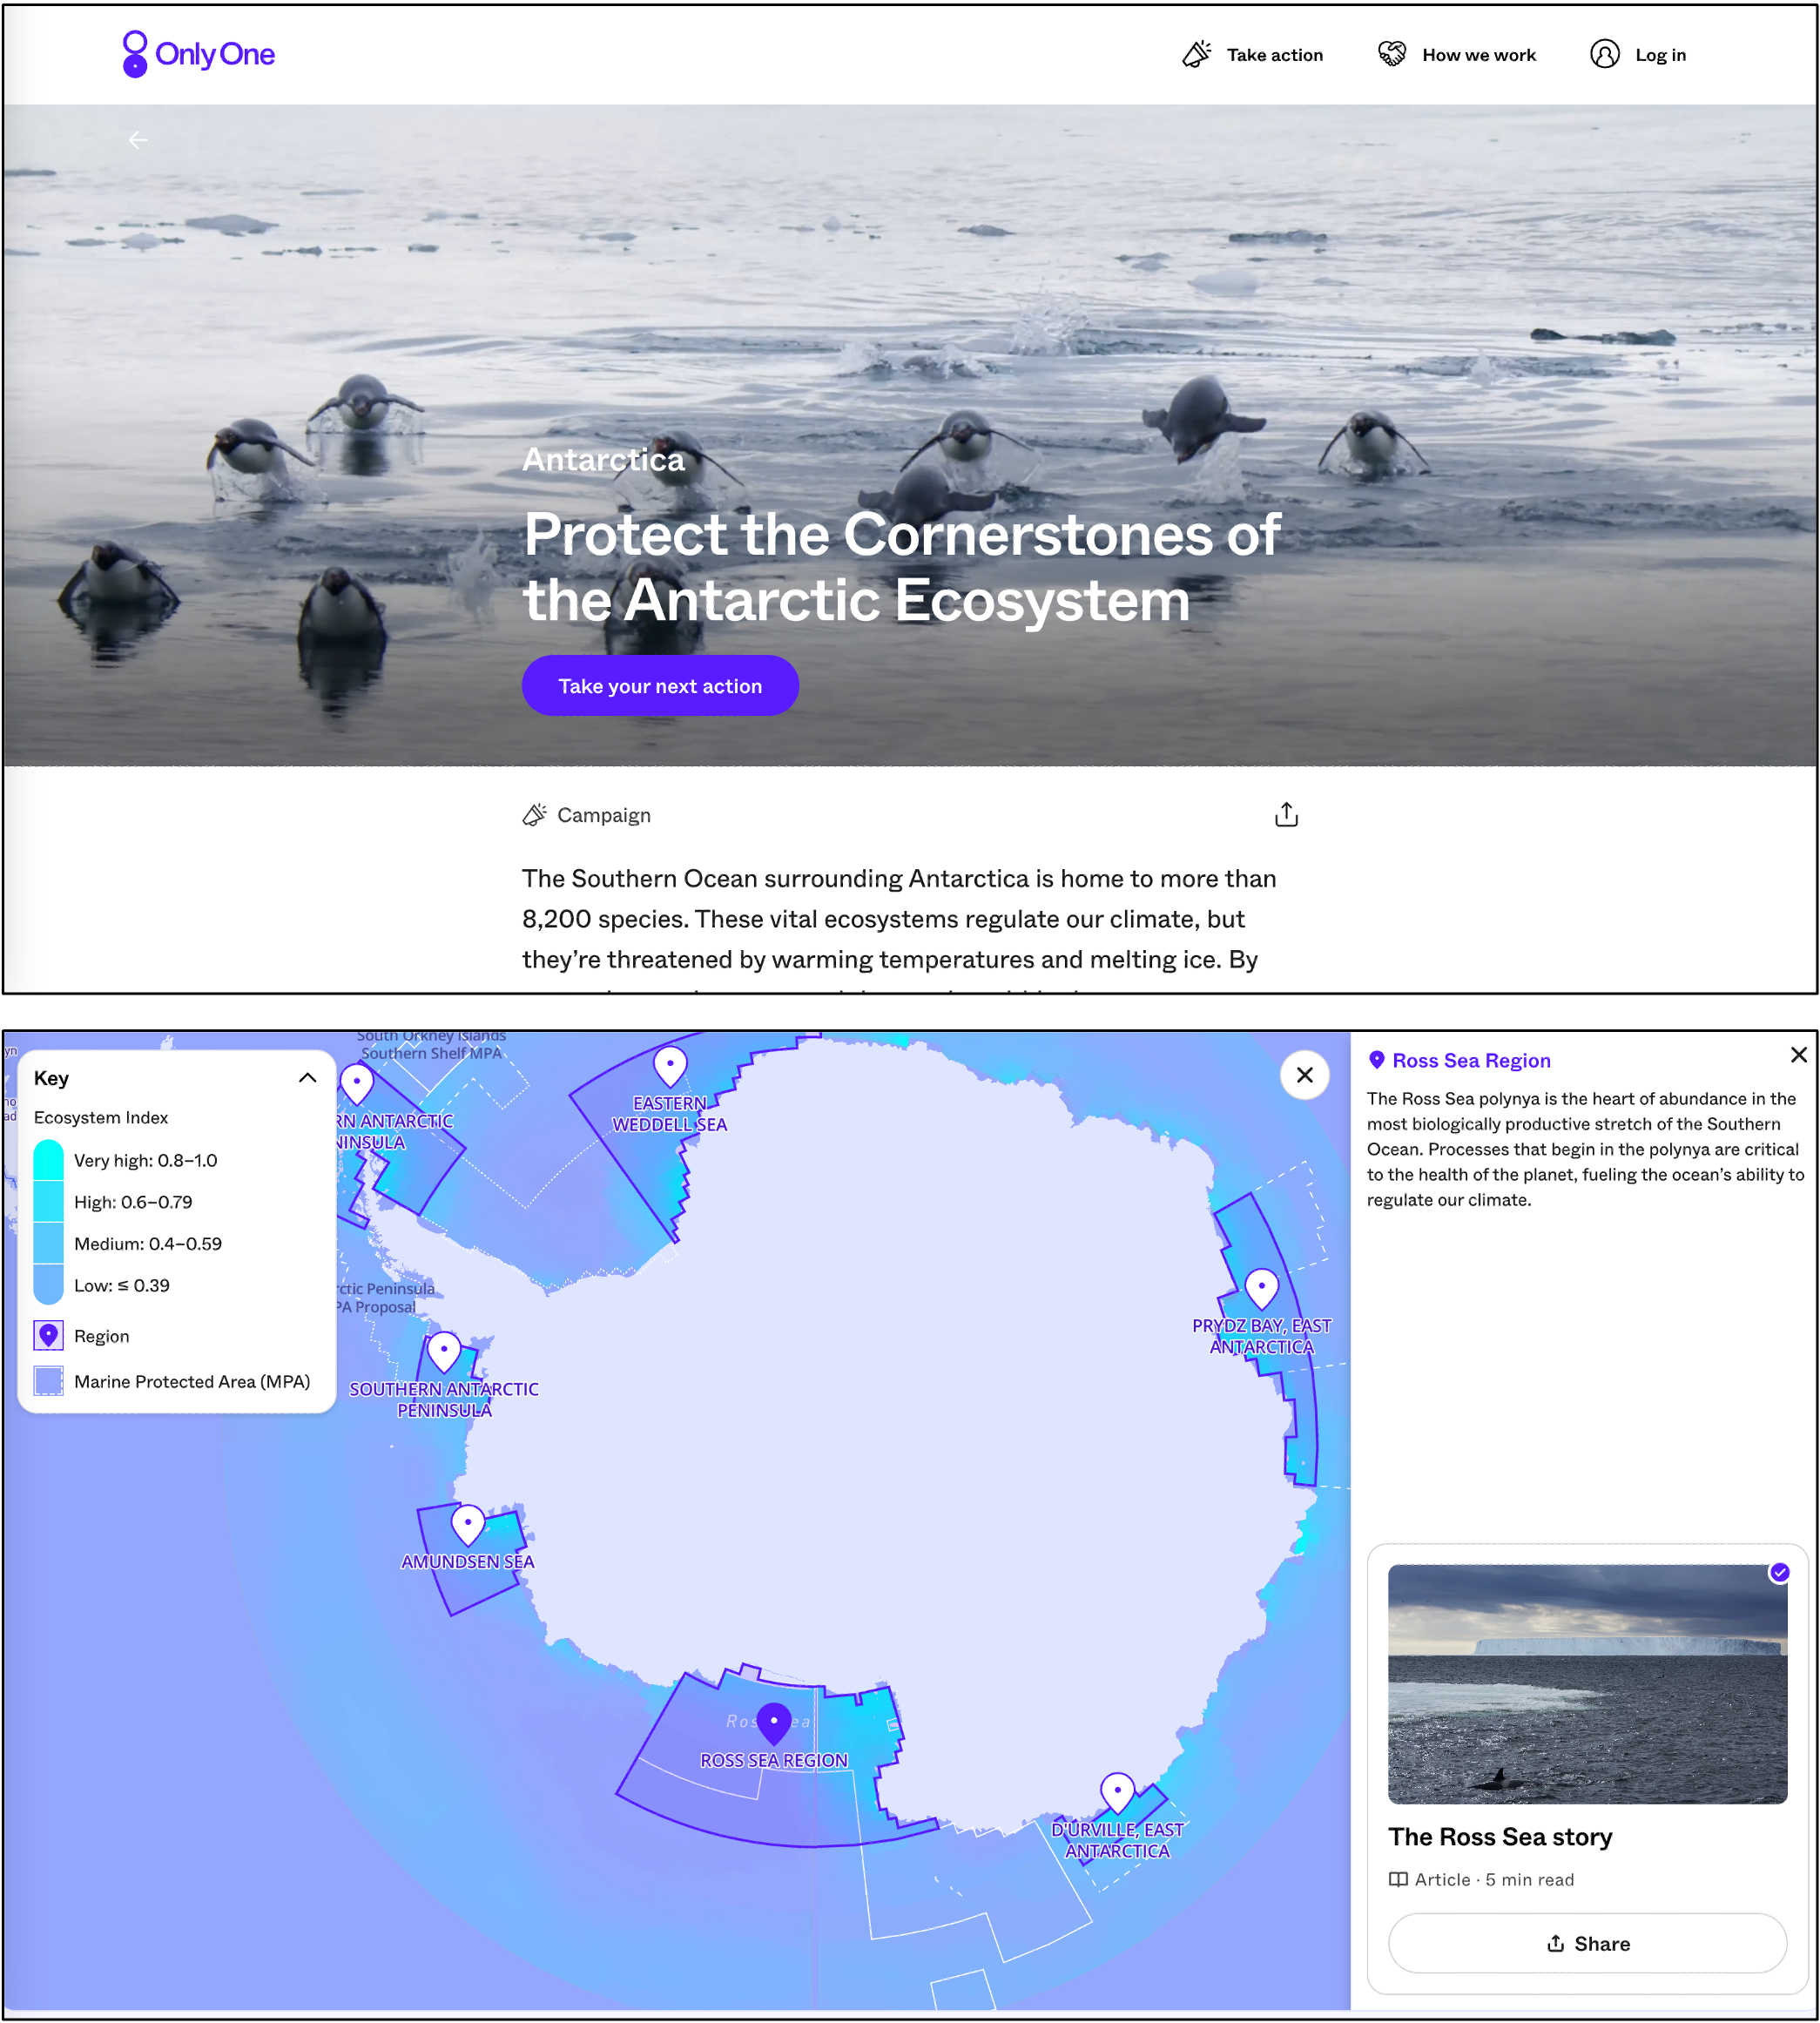 Only One
Take action
How we work
Log in
Antarctica
Protect the Cornerstones of
the Antarctic Ecosystem
Take your next action
Campaign
The Southern Ocean surrounding Antarctica is home to more than
8,200 species. These vital ecosystems regulate our climate, but
they’re threatened by warming temperatures and melting ice. By
Key
Ecosystem Index
Very high: 0.8–1.0
High: 0.6–0.79
Medium: 0.4–0.59
Low: ≤ 0.39
Region
Marine Protected Area (MPA)
South Orkney Islands
Southern Shelf MPA
RN ANTARCTIC
NINSULA
EASTERN
WEDDELL SEA
rctic Peninsula
PA Proposal
SOUTHERN ANTARCTIC
PENINSULA
AMUNDSEN SEA
PRYDZ BAY, EAST
ANTARCTICA
ROSS SEA REGION
D'URVILLE, EAST
ANTARCTICA
Ross Sea Region
The Ross Sea polynya is the heart of abundance in the
most biologically productive stretch of the Southern
Ocean. Processes that begin in the polynya are critical
to the health of the planet, fueling the ocean’s ability to
regulate our climate.
The Ross Sea story
Article · 5 min read
Share